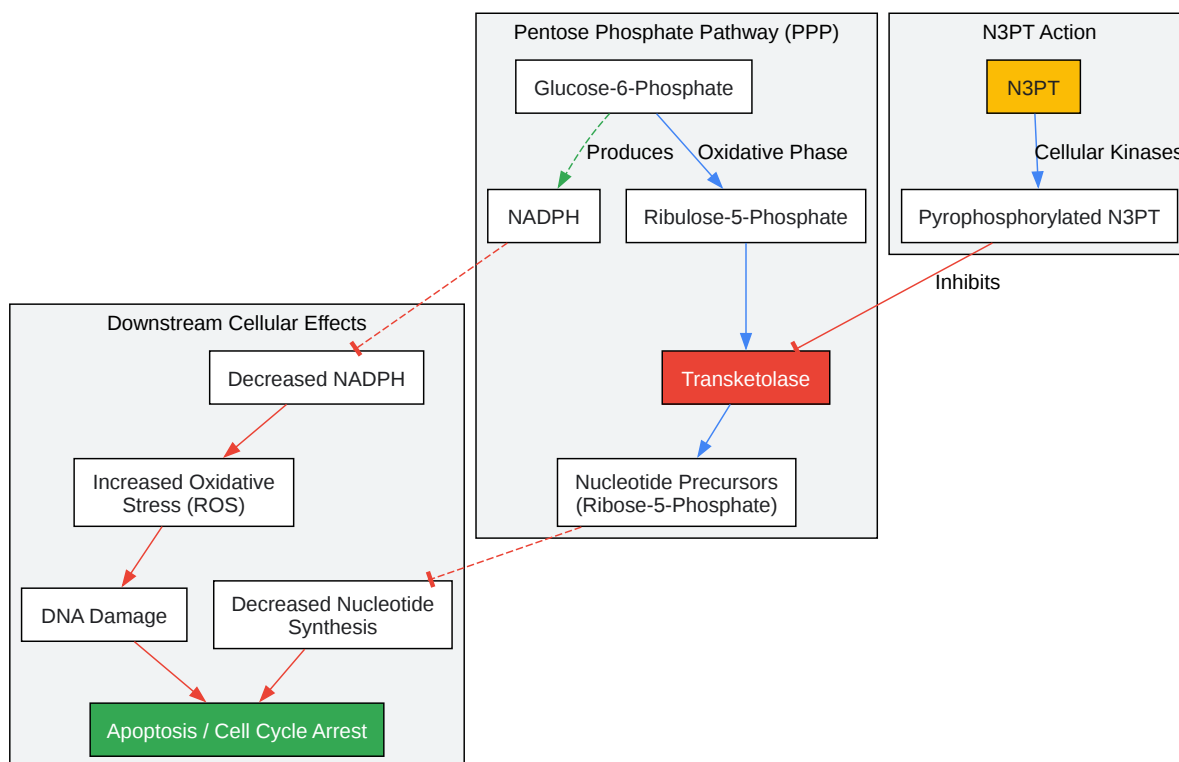 Pentose Phosphate Pathway (PPP)
N3PT Action
Glucose-6-Phosphate
N3PT
Produces
Oxidative Phase
Cellular Kinases
NADPH
Ribulose-5-Phosphate
Pyrophosphorylated N3PT
Inhibits
Downstream Cellular Effects
Decreased NADPH
Transketolase
Increased Oxidative
Stress (ROS)
Nucleotide Precursors
(Ribose-5-Phosphate)
DNA Damage
Decreased Nucleotide
Synthesis
Apoptosis / Cell Cycle Arrest